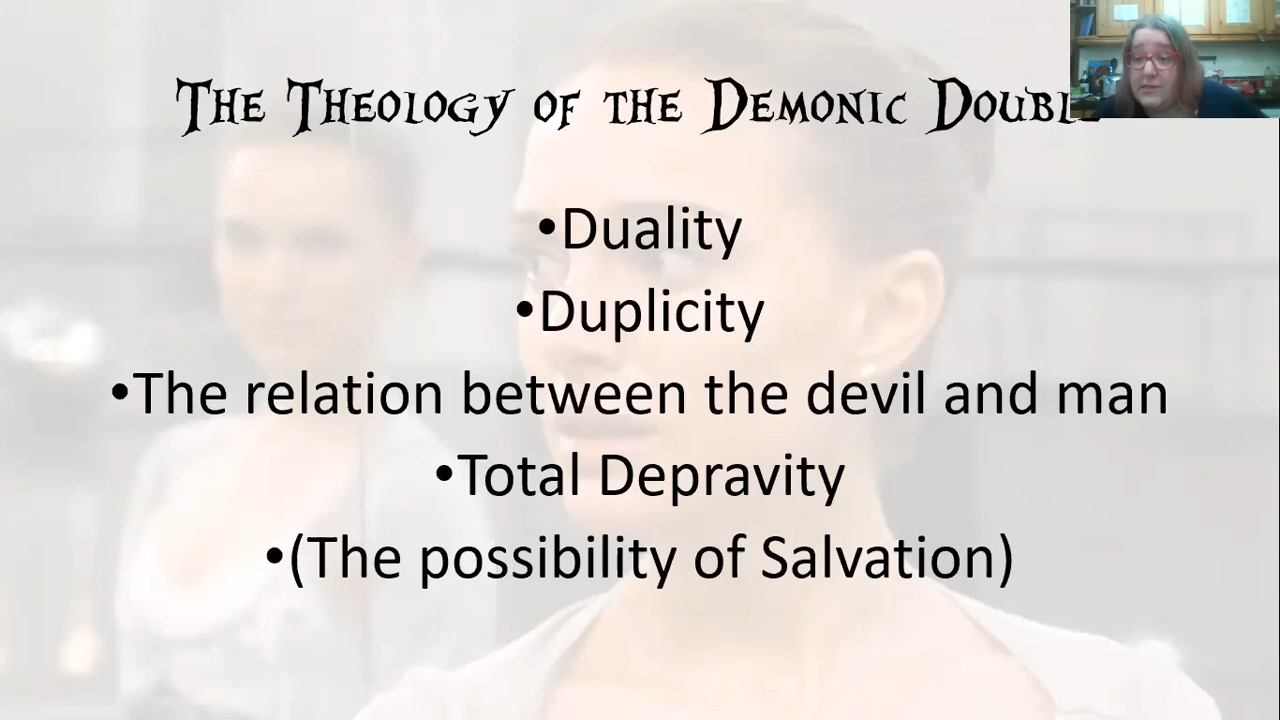 The Theology of the Demonic Double
•Duality
•Duplicity
•The relation between the devil and man
•Total Depravity
•(The possibility of Salvation)